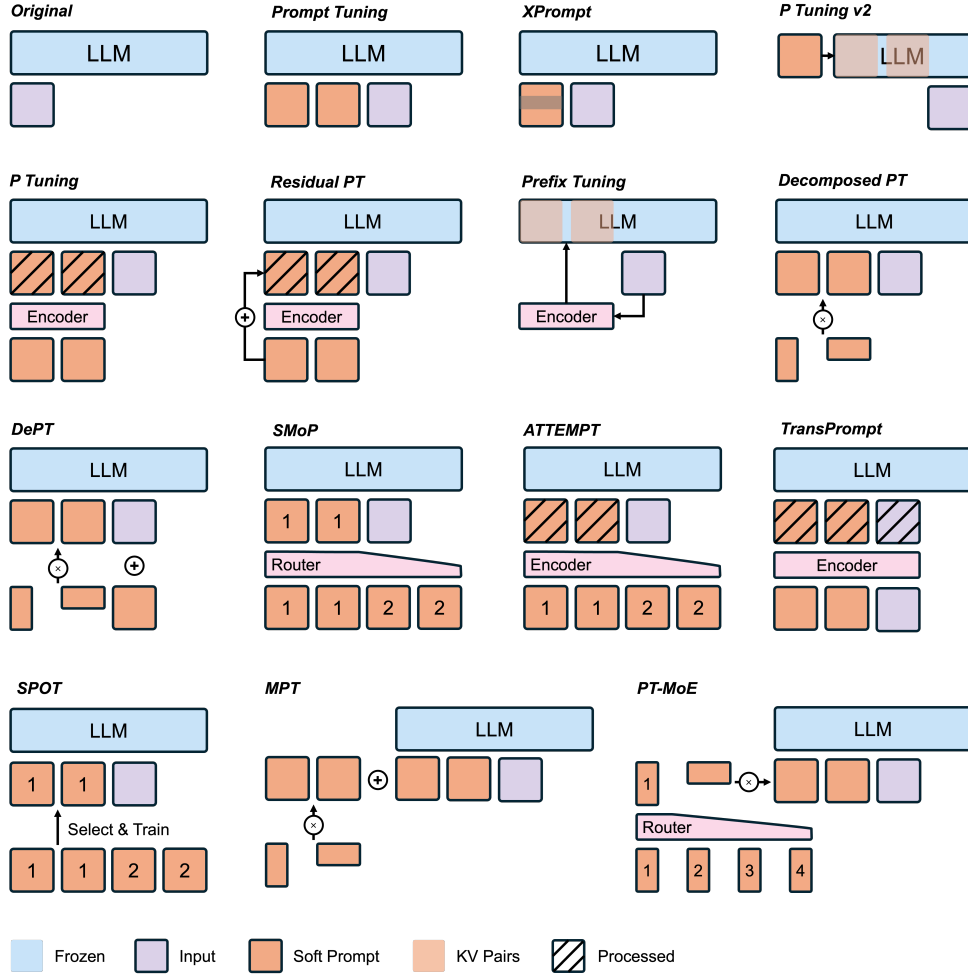 Original
Prompt Tuning
XPrompt
P Tuning v2
LLM
LLM
LLM
LLM
P Tuning
Residual PT
Prefix Tuning
Decomposed PT
LLM
LLM
LLM
LLM
Encoder
+
Encoder
Encoder
×
DePT
SMoP
ATTEMPT
TransPrompt
LLM
LLM
LLM
LLM
1 1
×
+
Router
Encoder
Encoder
1 1 2 2
1 1 2 2
SPOT
MPT
PT-MoE
LLM
LLM
LLM
1 1
+
1
×
Select & Train
×
Router
1 1 2 2
1 2 3 4
Frozen
Input
Soft Prompt
KV Pairs
Processed